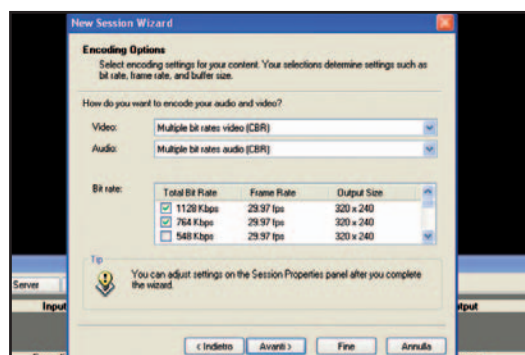 New Session Wizard
Encoding Options
Select encoding settings for your content. Your selections determine settings such as
bit rate, frame rate, and buffer size.
How do you want to encode your audio and video?
Video: Multiple bit rates video (CBR)
Audio: Multiple bit rates audio (CBR)
Bit rate: Total Bit Rate Frame Rate Output Size
1128 Kbps 29.97 fps 320 x 240
764 Kbps 29.97 fps 320 x 240
548 Kbps 29.97 fps 320 x 240
Tip
You can adjust settings on the Session Properties panel after you complete
the wizard.
Server
Input
tput
< Indietro Avanti > Fine Annulla